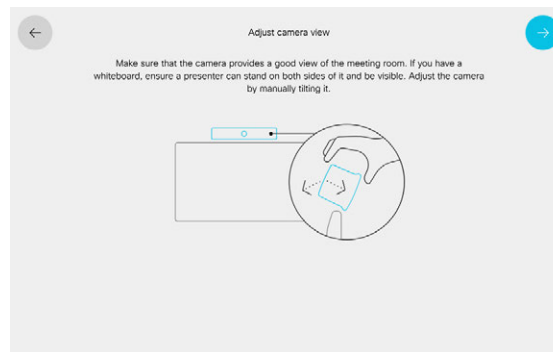 Adjust camera view
Make sure that the camera provides a good view of the meeting room. If you have a
whiteboard, ensure a presenter can stand on both sides of it and be visible. Adjust the camera
by manually tilting it.